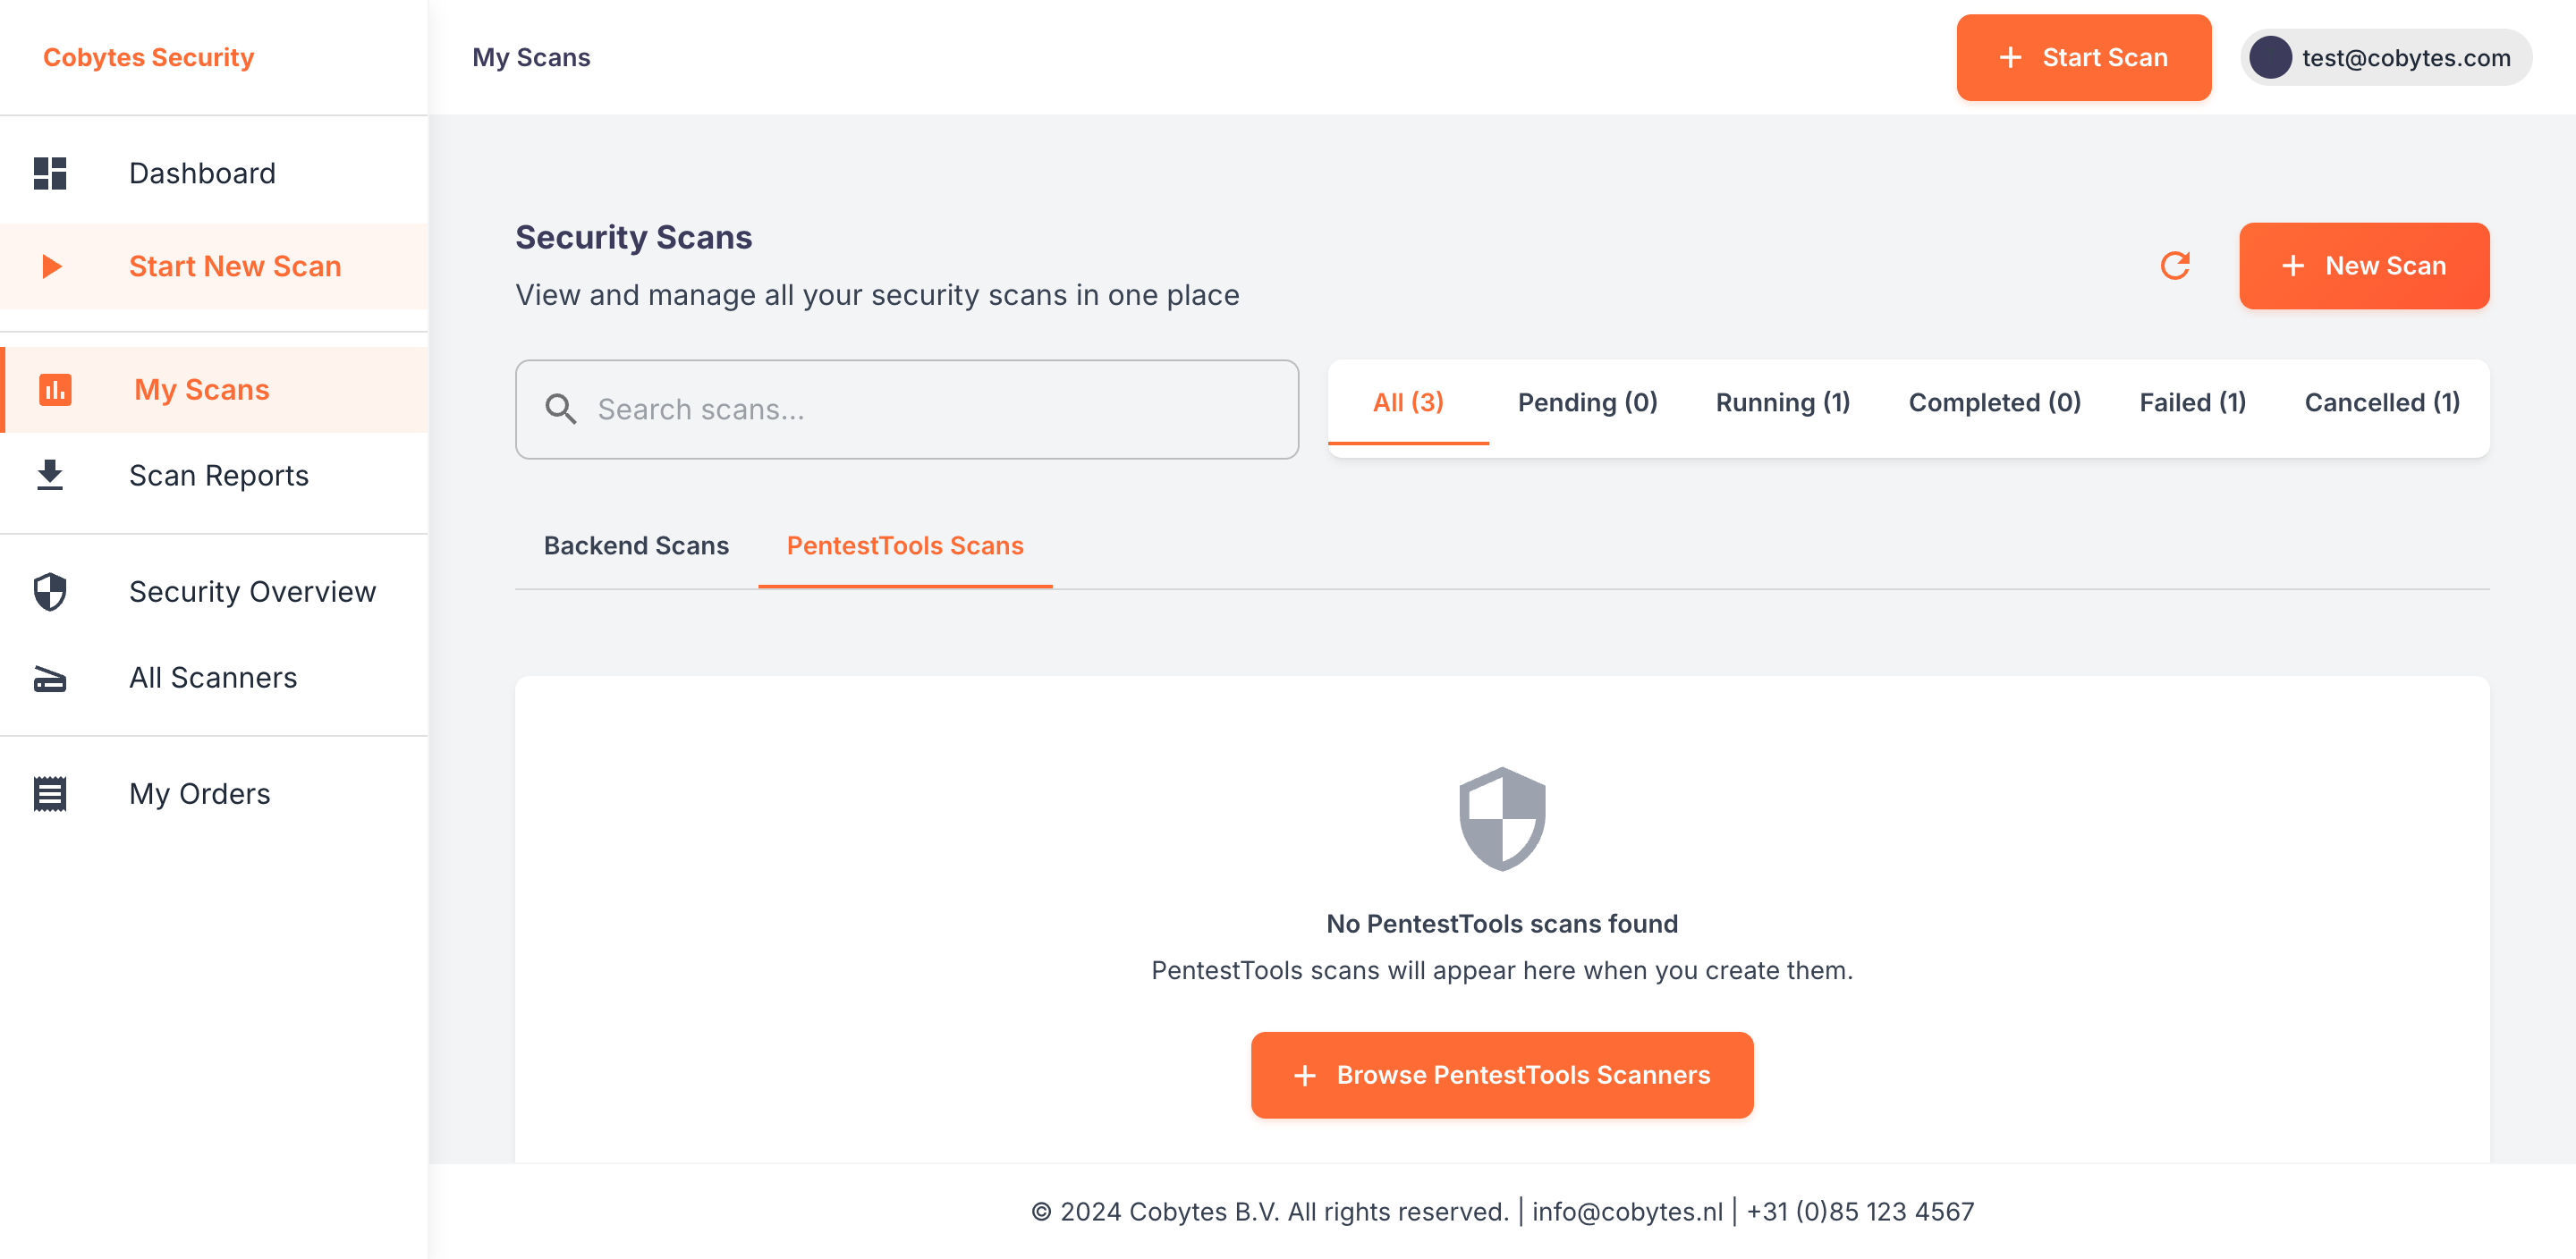 Cobytes Security
My Scans
Start Scan
test@cobytes.com
Dashboard
Start New Scan
My Scans
Scan Reports
Security Overview
All Scanners
My Orders
Security Scans
View and manage all your security scans in one place
New Scan
Search scans...
All (3) Pending (0) Running (1) Completed (0) Failed (1) Cancelled (1)
Backend Scans PentestTools Scans
No PentestTools scans found
PentestTools scans will appear here when you create them.
Browse PentestTools Scanners
© 2024 Cobytes B.V. All rights reserved. | info@cobytes.nl | +31 (0)85 123 4567